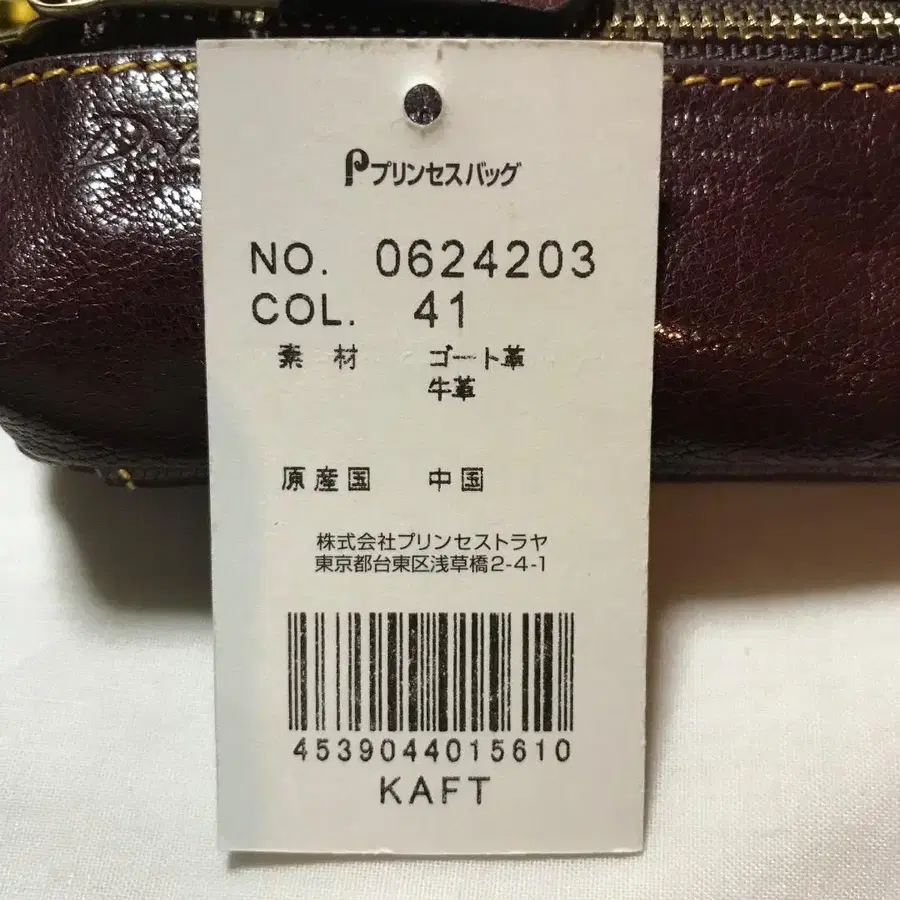 プリンセスバッグ
NO. 0624203
COL. 41
素材 ゴート革
牛革
原産国 中国
株式会社プリンセストラヤ
東京都台東区浅草橋2-4-1
4539044015610
KAFT